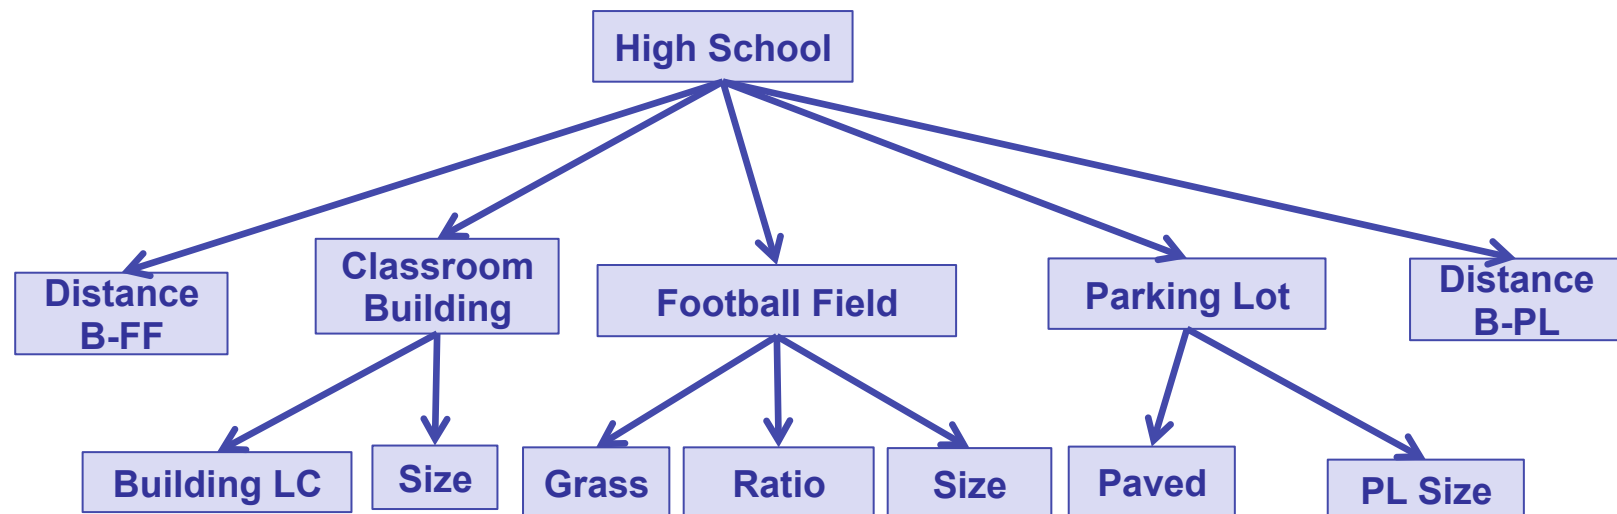 High School
Distance
B-FF
Classroom
Building
Football Field
Parking Lot
Distance
B-PL
Building LC
Size
Grass
Ratio
Size
Paved
PL Size